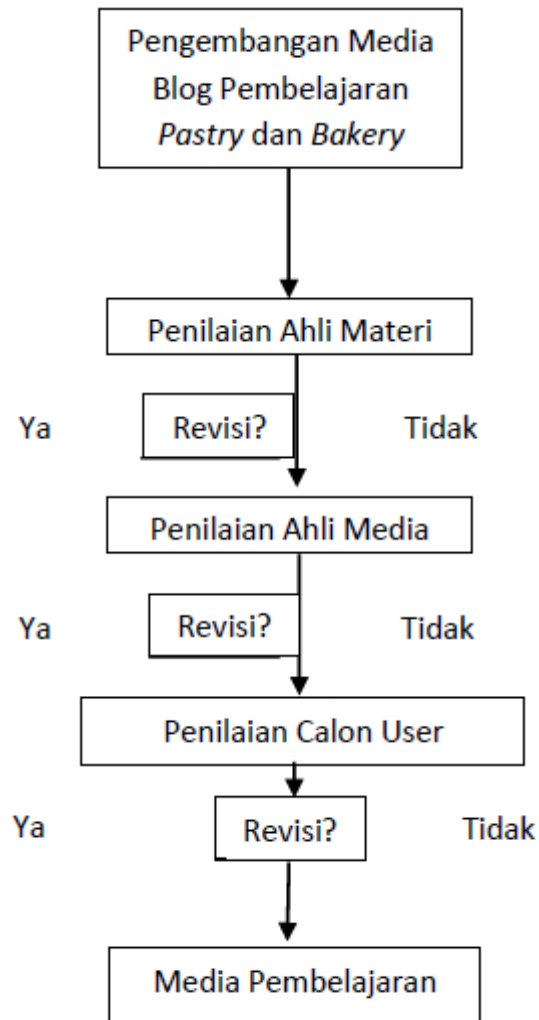 Pengembangan Media
Blog Pembelajaran
Pastry dan Bakery
Penilaian Ahli Materi
Ya Revisi? Tidak
Penilaian Ahli Media
Ya Revisi? Tidak
Penilaian Calon User
Ya Revisi? Tidak
Media Pembelajaran